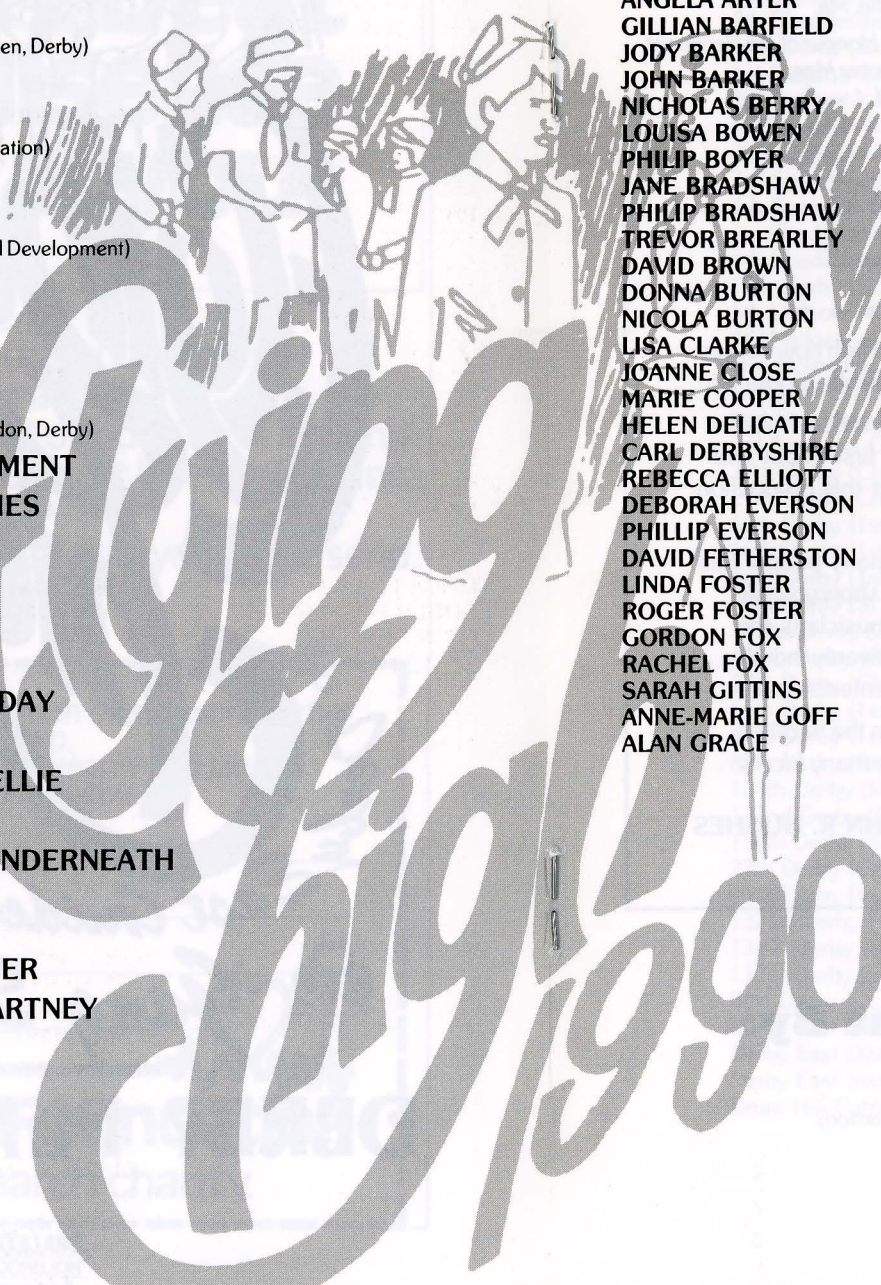 en, Derby)
ation)
l Development)
don, Derby)
MENT
IES
DAY
ELLIE
NDERNEATH
ER
ARTNEY
Flying
High
1990
ANGELA ARTER
GILLIAN BARFIELD
JODY BARKER
JOHN BARKER
NICHOLAS BERRY
LOUISA BOWEN
PHILIP BOYER
JANE BRADSHAW
PHILIP BRADSHAW
TREVOR BREARLEY
DAVID BROWN
DONNA BURTON
NICOLA BURTON
LISA CLARKE
JOANNE CLOSE
MARIE COOPER
HELEN DELICATE
CARL DERBYSHIRE
REBECCA ELLIOTT
DEBORAH EVERSON
PHILLIP EVERSON
DAVID FETHERSTON
LINDA FOSTER
ROGER FOSTER
GORDON FOX
RACHEL FOX
SARAH GITTINS
ANNE-MARIE GOFF
ALAN GRACE